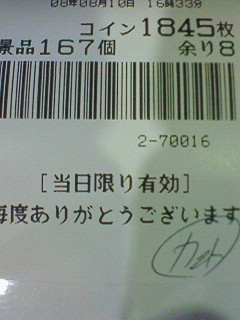 08年08月10日 16時339
コイン1845枚
景品167個 余り8
2-70016
[当日限り有効]
毎度ありがとうございます